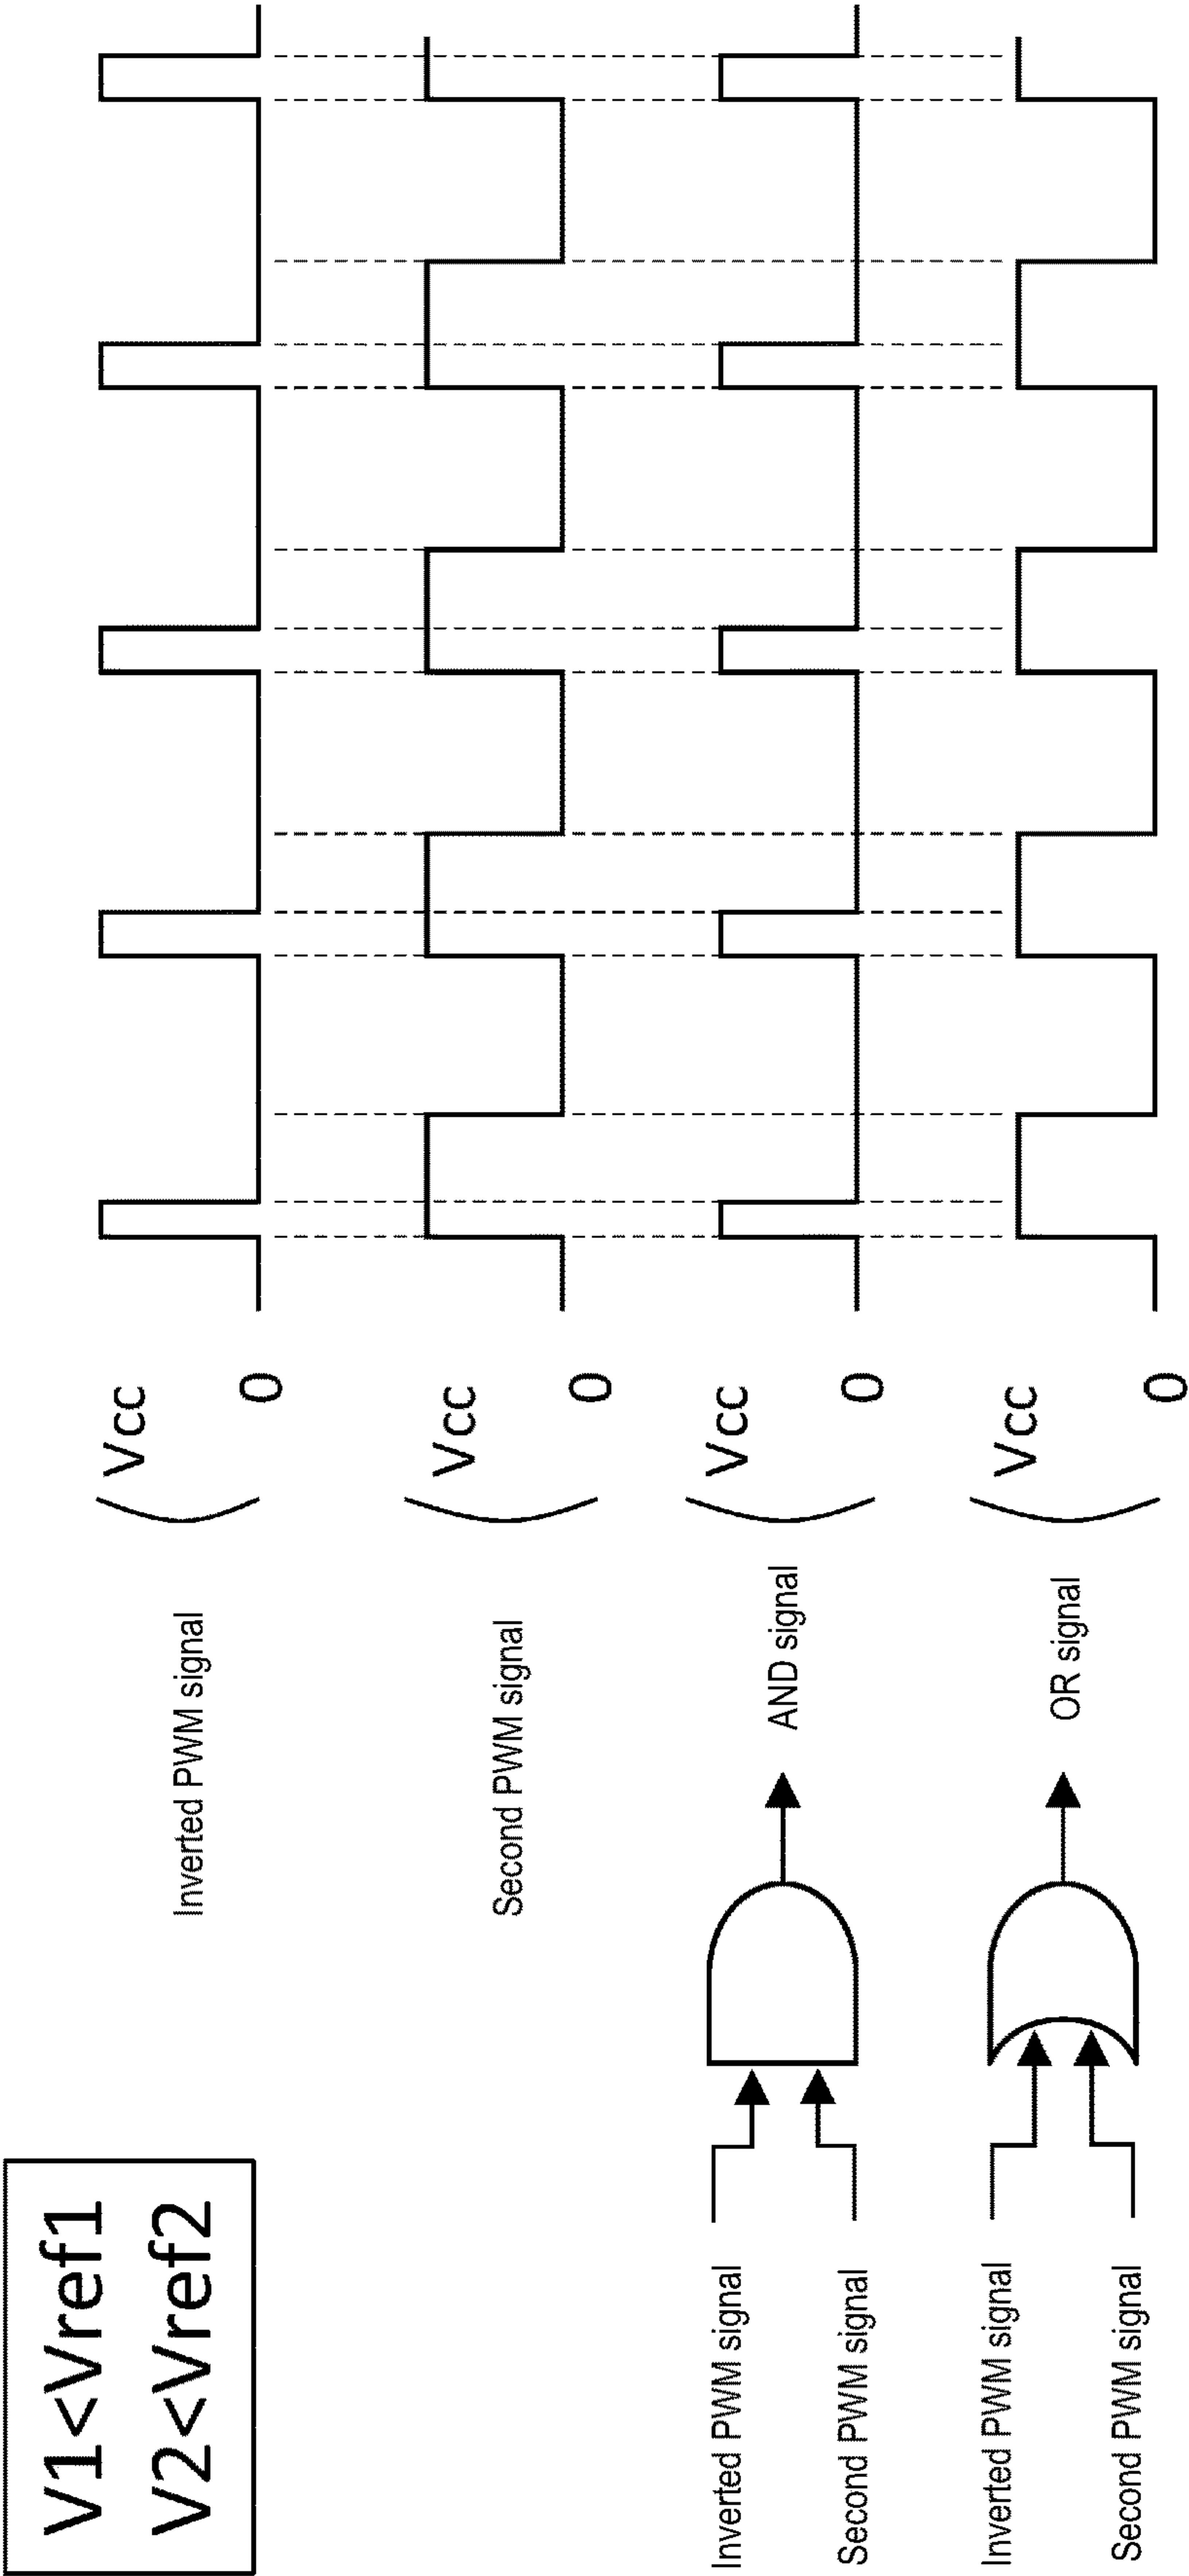 V1<Vref1
V2<Vref2
Inverted PWM signal
Vcc
0
Second PWM signal
Vcc
0
Inverted PWM signal
Second PWM signal
AND signal
Vcc
0
Inverted PWM signal
Second PWM signal
OR signal
Vcc
0